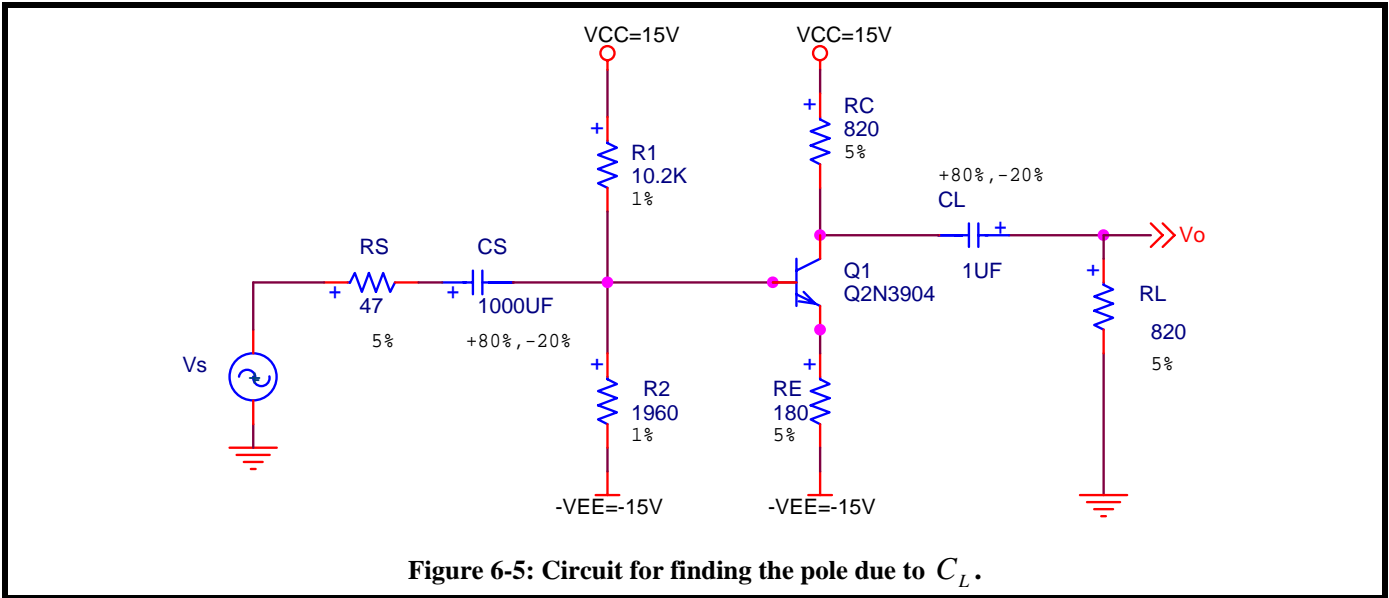 VCC=15V
VCC=15V
+
RC
820
5%
+
R1
10.2K
1%
+80%,-20%
CL
+
1UF
Vo
RS
+
47
5%
CS
+
1000UF
+80%,-20%
Q1
Q2N3904
+
RL
820
5%
Vs
+
R2
1960
1%
+
RE
180
5%
-VEE=-15V
-VEE=-15V
Figure 6-5: Circuit for finding the pole due to C_L.